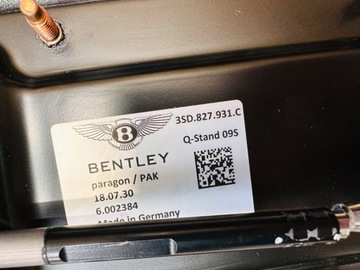 3SD.827.931.C
B
Q-Stand 09S
BENTLEY
paragon / PAK
18.07.30
6.002384
Made in Germany